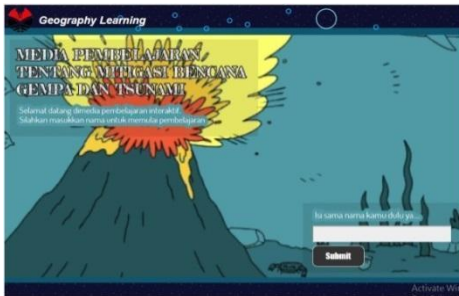 Geography Learning
MEDIA PEMBELAJARAN
TENTANG MITIGASI BENCANA
GEMPA DAN TSUNAMI
Selamat datang dimedia pembelajaran interaktif.
Silahkan masukkan nama untuk memulai pembelajaran
Isi sama nama kamu dulu ya....
Submit
Activate Wi